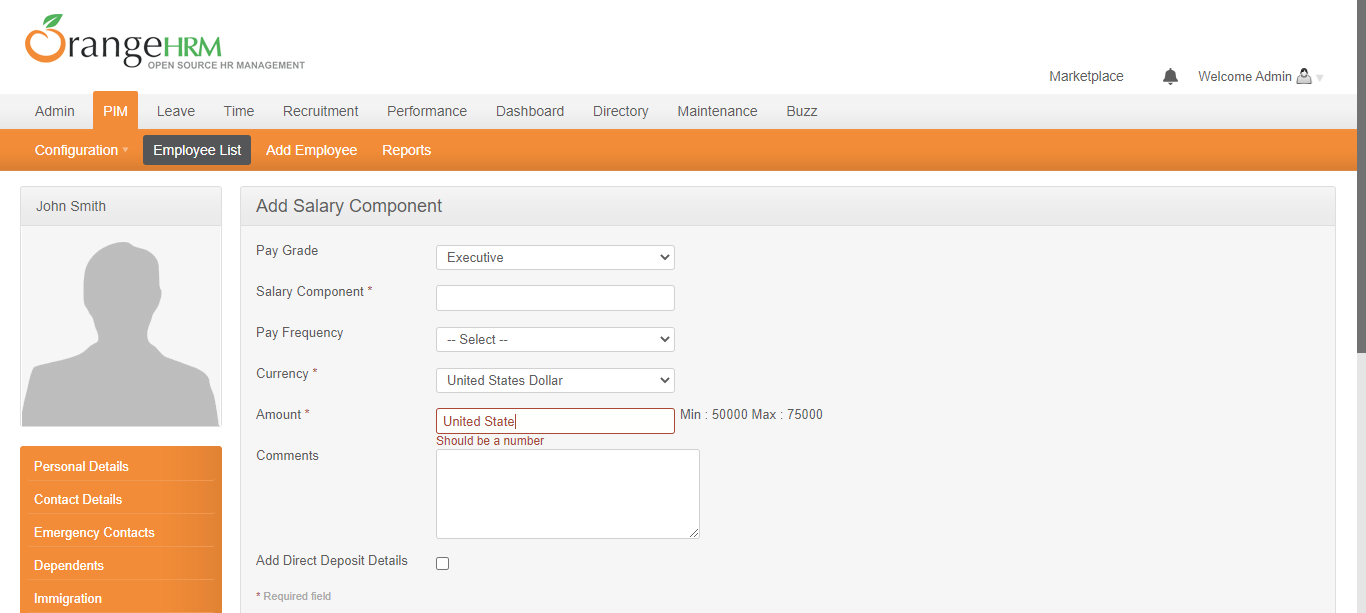 OrangeHRM
OPEN SOURCE HR MANAGEMENT
Marketplace Welcome Admin
Admin PIM Leave Time Recruitment Performance Dashboard Directory Maintenance Buzz
Configuration Employee List Add Employee Reports
John Smith
Add Salary Component
Pay Grade Executive
Salary Component *
Pay Frequency -- Select --
Currency * United States Dollar
Amount * United State Min : 50000 Max : 75000
Should be a number
Comments
Add Direct Deposit Details
* Required field
Personal Details
Contact Details
Emergency Contacts
Dependents
Immigration